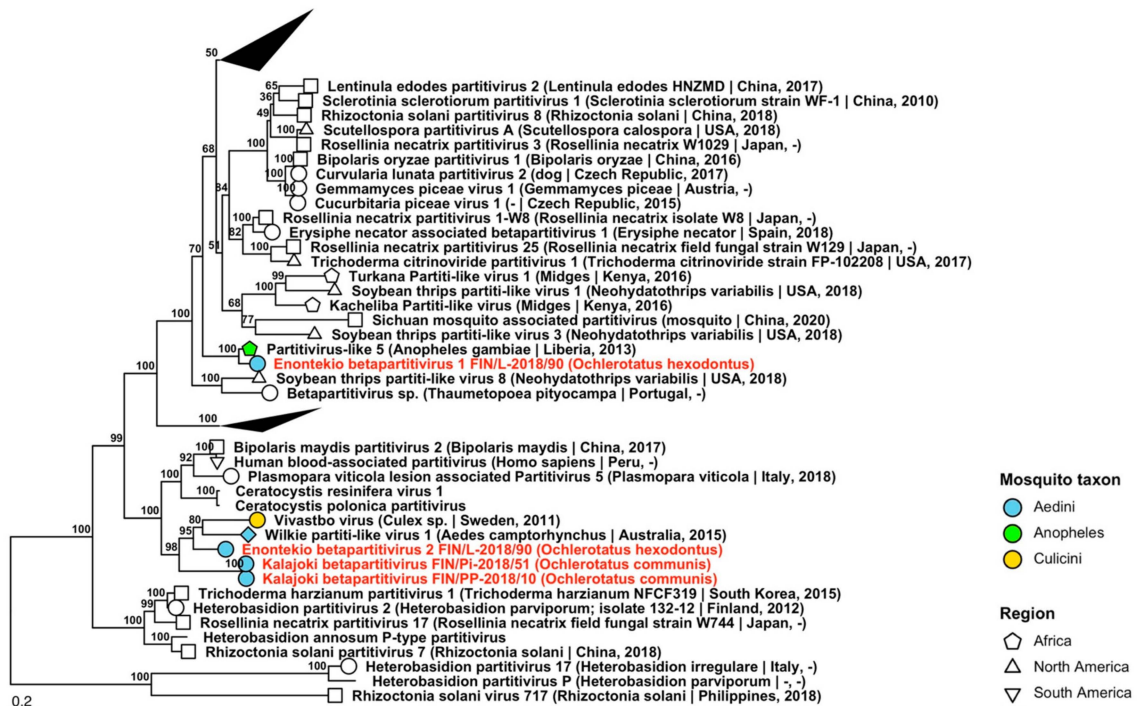 50
65 Lentinula edodes partitivirus 2 (Lentinula edodes HNZMD | China, 2017)
36 Sclerotinia sclerotiorum partitivirus 1 (Sclerotinia sclerotiorum strain WF-1 | China, 2010)
49 Rhizoctonia solani partitivirus 8 (Rhizoctonia solani | China, 2018)
100 Scutellospora partitivirus A (Scutellospora calospora | USA, 2018)
100 Rosellinia necatrix partitivirus 3 (Rosellinia necatrix W1029 | Japan, -)
68 Bipolaris oryzae partitivirus 1 (Bipolaris oryzae | China, 2016)
100 Curvularia lunata partitivirus 2 (dog | Czech Republic, 2017)
84 100 Gemmamyces piceae virus 1 (Gemmamyces piceae | Austria, -)
Cucurbitaria piceae virus 1 (- | Czech Republic, 2015)
100 Rosellinia necatrix partitivirus 1-W8 (Rosellinia necatrix isolate W8 | Japan, -)
82 Erysiphe necator associated betapartitivirus 1 (Erysiphe necator | Spain, 2018)
70 51 100 Rosellinia necatrix partitivirus 25 (Rosellinia necatrix field fungal strain W129 | Japan, -)
Trichoderma citrinoviride partitivirus 1 (Trichoderma citrinoviride strain FP-102208 | USA, 2017)
99 Turkana Partiti-like virus 1 (Midges | Kenya, 2016)
100 Soybean thrips partiti-like virus 1 (Neohydatothrips variabilis | USA, 2018)
68 Kacheliba Partiti-like virus (Midges | Kenya, 2016)
77 Sichuan mosquito associated partitivirus (mosquito | China, 2020)
Soybean thrips partiti-like virus 3 (Neohydatothrips variabilis | USA, 2018)
100 100 Partitivirus-like 5 (Anopheles gambiae | Liberia, 2013)
Enontekio betapartitivirus 1 FIN/L-2018/90 (Ochlerotatus hexodontus)
100 Soybean thrips partiti-like virus 8 (Neohydatothrips variabilis | USA, 2018)
Betapartitivirus sp. (Thaumetopoea pityocampa | Portugal, -)
100
99
100 Bipolaris maydis partitivirus 2 (Bipolaris maydis | China, 2017)
92 Human blood-associated partitivirus (Homo sapiens | Peru, -)
100 Plasmopara viticola lesion associated Partitivirus 5 (Plasmopara viticola | Italy, 2018)
100 Ceratocystis resinifera virus 1
Ceratocystis polonica partitivirus
80 Vivastbo virus (Culex sp. | Sweden, 2011)
100 95 Wilkie partiti-like virus 1 (Aedes camptorhynchus | Australia, 2015)
98 Enontekio betapartitivirus 2 FIN/L-2018/90 (Ochlerotatus hexodontus)
100 Kalajoki betapartitivirus FIN/Pi-2018/51 (Ochlerotatus communis)
Kalajoki betapartitivirus FIN/PP-2018/10 (Ochlerotatus communis)
100 Trichoderma harzianum partitivirus 1 (Trichoderma harzianum NFCF319 | South Korea, 2015)
99 Heterobasidion partitivirus 2 (Heterobasidion parviporum; isolate 132-12 | Finland, 2012)
100 Rosellinia necatrix partitivirus 17 (Rosellinia necatrix field fungal strain W744 | Japan, -)
Heterobasidion annosum P-type partitivirus
100 Rhizoctonia solani partitivirus 7 (Rhizoctonia solani | China, 2018)
100 Heterobasidion partitivirus 17 (Heterobasidion irregulare | Italy, -)
100 Heterobasidion partitivirus P (Heterobasidion parviporum | -, -)
Rhizoctonia solani virus 717 (Rhizoctonia solani | Philippines, 2018)
0.2
Mosquito taxon
Aedini
Anopheles
Culicini
Region
Africa
North America
South America